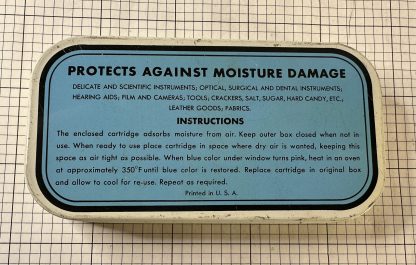 PROTECTS AGAINST MOISTURE DAMAGE
DELICATE AND SCIENTIFIC INSTRUMENTS; OPTICAL, SURGICAL AND DENTAL INSTRUMENTS;
HEARING AIDS; FILM AND CAMERAS; TOOLS; CRACKERS, SALT, SUGAR, HARD CANDY, ETC.,
LEATHER GOODS; FABRICS.
INSTRUCTIONS
The enclosed cartridge adsorbs moisture from air. Keep outer box closed when not in
use. When ready to use place cartridge in space where dry air is wanted, keeping this
space as air tight as possible. When blue color under window turns pink, heat in an oven
at approximately 350°F until blue color is restored. Replace cartridge in original box
and allow to cool for re-use. Repeat as required.
Printed in U. S. A.